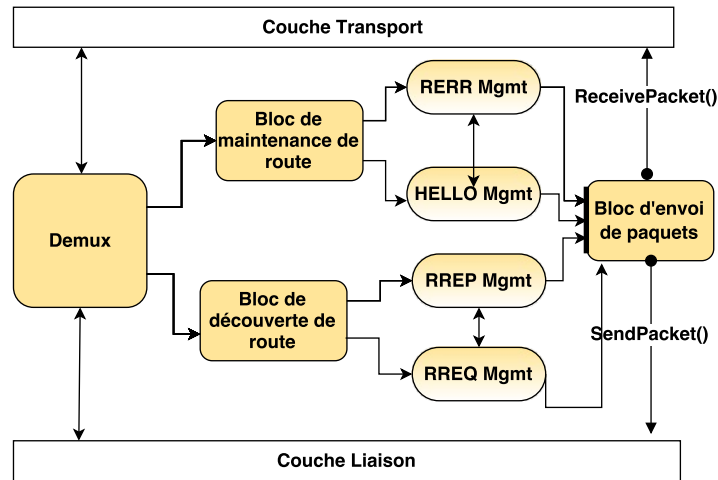 Couche Transport
RERR Mgmt
ReceivePacket()
Bloc de
maintenance de
route
HELLO Mgmt
Bloc d'envoi
de paquets
Demux
RREP Mgmt
Bloc de
découverte de
route
SendPacket()
RREQ Mgmt
Couche Liaison